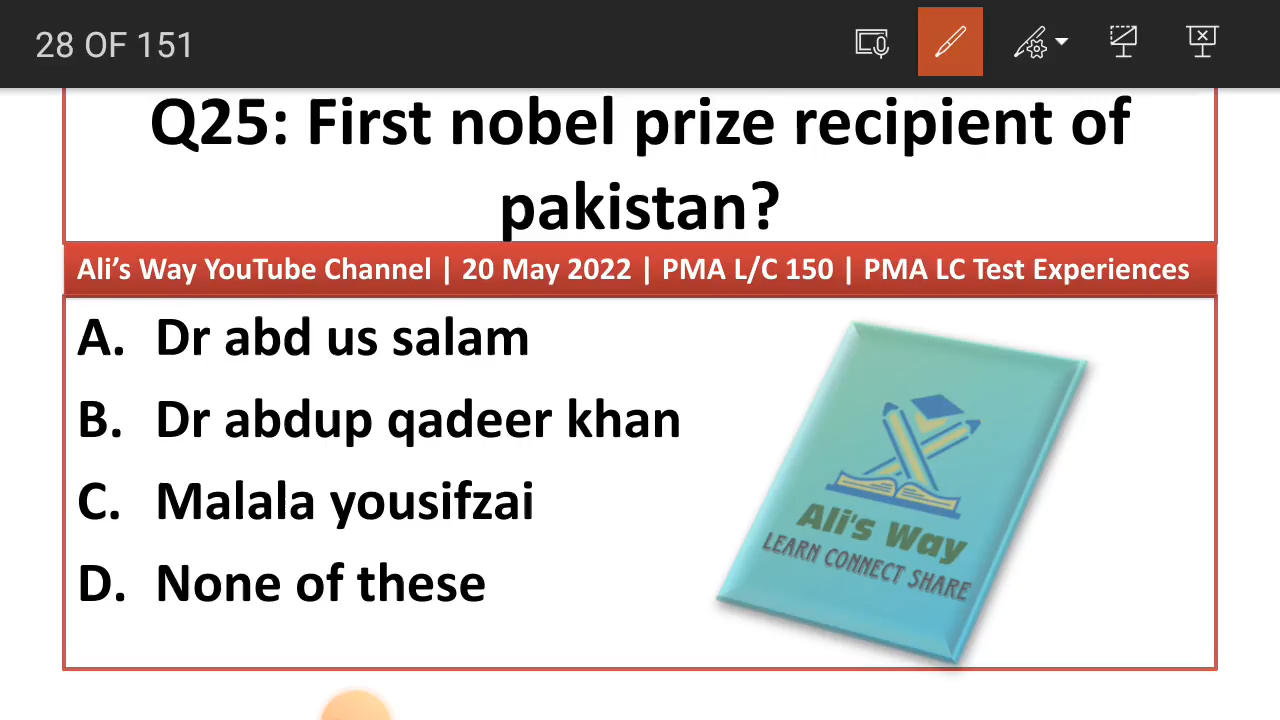 28 OF 151
Q25: First nobel prize recipient of
pakistan?
Ali’s Way YouTube Channel | 20 May 2022 | PMA L/C 150 | PMA LC Test Experiences
A. Dr abd us salam
B. Dr abdup qadeer khan
C. Malala yousifzai
D. None of these
Ali's Way
LEARN CONNECT SHARE